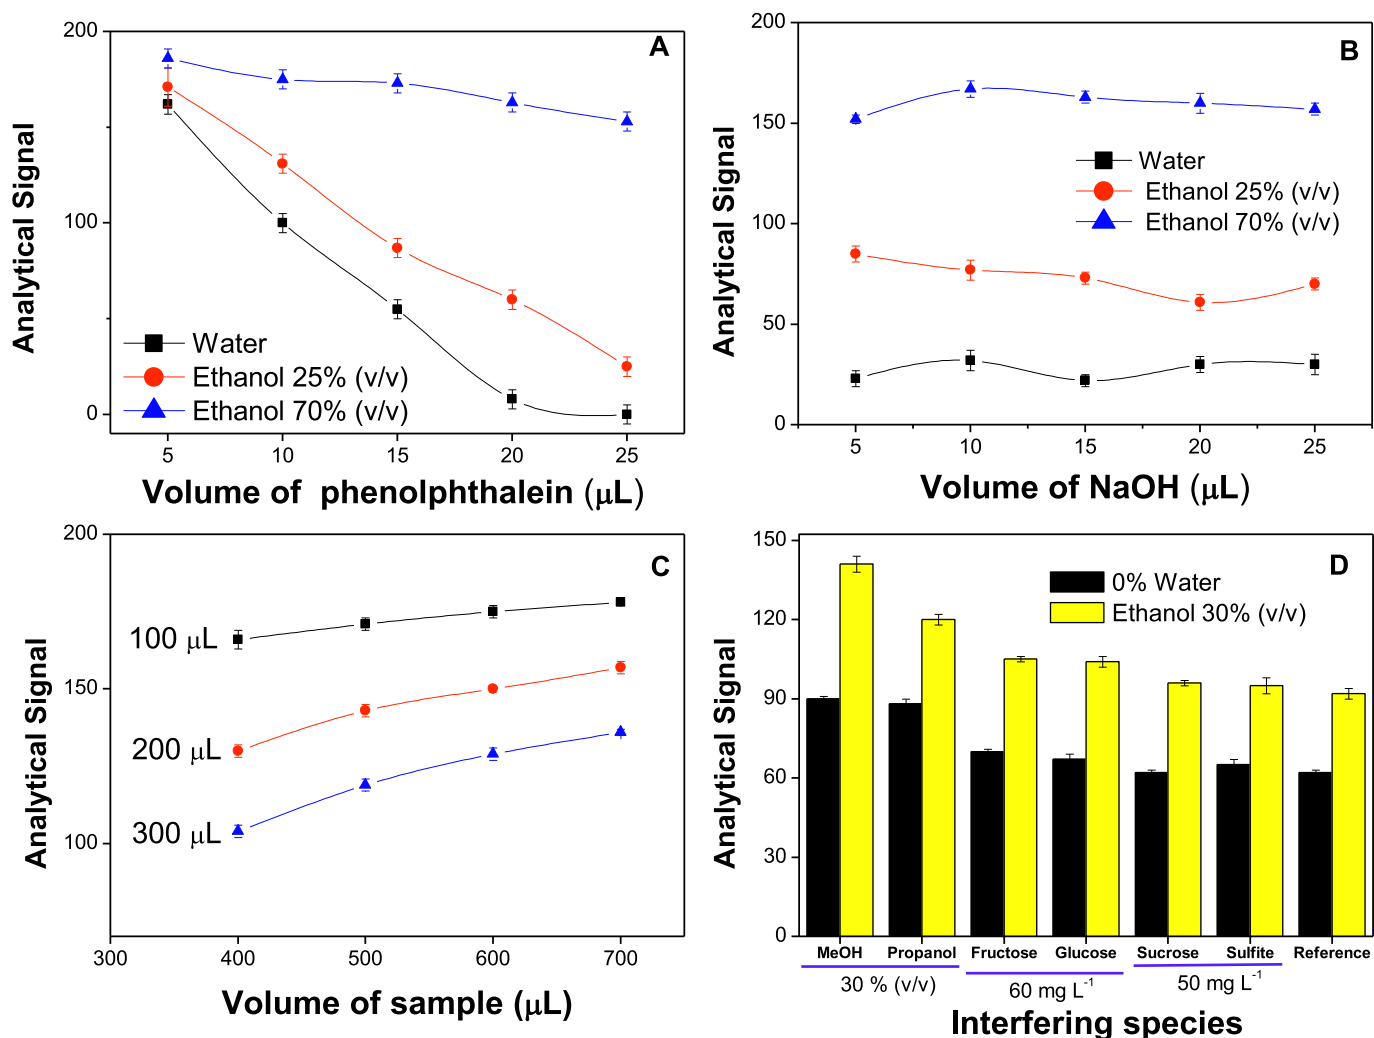 A
200
100
0
Analytical Signal
Water
Ethanol 25% (v/v)
Ethanol 70% (v/v)
5 10 15 20 25
Volume of phenolphthalein (μL)
B
200
150
100
50
0
Analytical Signal
Water
Ethanol 25% (v/v)
Ethanol 70% (v/v)
5 10 15 20 25
Volume of NaOH (μL)
C
200
150
100
Analytical Signal
100 μL
200 μL
300 μL
300 400 500 600 700
Volume of sample (μL)
D
150
120
90
60
30
0
Analytical Signal
0% Water
Ethanol 30% (v/v)
MeOH Propanol Fructose Glucose Sucrose Sulfite Reference
30 % (v/v) 60 mg L⁻¹ 50 mg L⁻¹
Interfering species